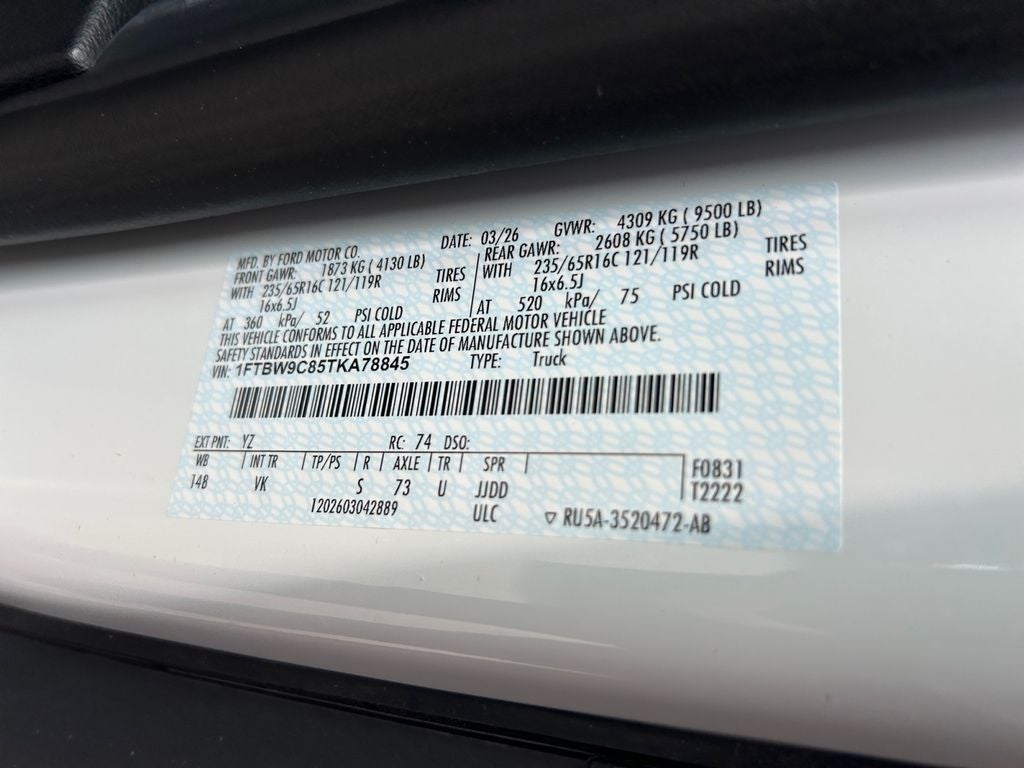 MFD. BY FORD MOTOR CO. DATE: 03/26 GVWR: 4309 KG ( 9500 LB)
FRONT GAWR: 1873 KG ( 4130 LB) REAR GAWR: 2608 KG ( 5750 LB)
WITH 235/65R16C 121/119R TIRES WITH 235/65R16C 121/119R TIRES
16x6.5J RIMS 16x6.5J RIMS
AT 360 kPa/ 52 PSI COLD AT 520 kPa/ 75 PSI COLD
THIS VEHICLE CONFORMS TO ALL APPLICABLE FEDERAL MOTOR VEHICLE
SAFETY STANDARDS IN EFFECT ON THE DATE OF MANUFACTURE SHOWN ABOVE.
VIN: 1FTBW9C85TKA78845 TYPE: Truck
EXT PNT: YZ RC: 74 DSO:
WB INT TR TP/PS R AXLE TR SPR F0831
148 VK S 73 U JJDD T2222
1202603042889 ULC ▽ RU5A-3520472-AB